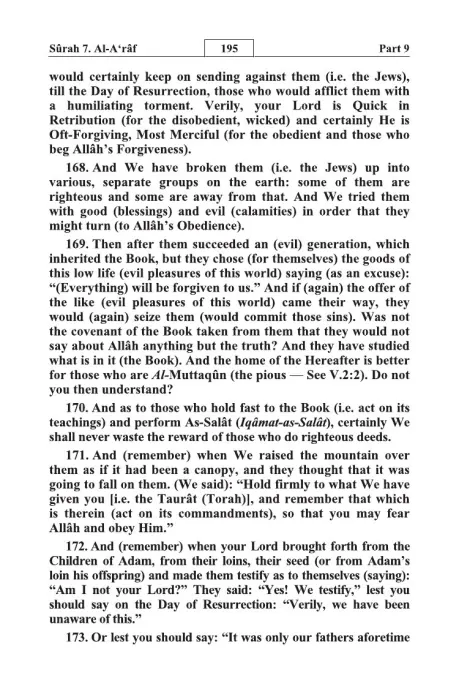 Sûrah 7. Al-A‘râf 195 Part 9
would certainly keep on sending against them (i.e. the Jews),
till the Day of Resurrection, those who would afflict them with
a humiliating torment. Verily, your Lord is Quick in
Retribution (for the disobedient, wicked) and certainly He is
Oft-Forgiving, Most Merciful (for the obedient and those who
beg Allâh’s Forgiveness).
168. And We have broken them (i.e. the Jews) up into
various, separate groups on the earth: some of them are
righteous and some are away from that. And We tried them
with good (blessings) and evil (calamities) in order that they
might turn (to Allâh’s Obedience).
169. Then after them succeeded an (evil) generation, which
inherited the Book, but they chose (for themselves) the goods of
this low life (evil pleasures of this world) saying (as an excuse):
“(Everything) will be forgiven to us.” And if (again) the offer of
the like (evil pleasures of this world) came their way, they
would (again) seize them (would commit those sins). Was not
the covenant of the Book taken from them that they would not
say about Allâh anything but the truth? And they have studied
what is in it (the Book). And the home of the Hereafter is better
for those who are Al-Muttaqûn (the pious — See V.2:2). Do not
you then understand?
170. And as to those who hold fast to the Book (i.e. act on its
teachings) and perform As-Salât (Iqâmat-as-Salât), certainly We
shall never waste the reward of those who do righteous deeds.
171. And (remember) when We raised the mountain over
them as if it had been a canopy, and they thought that it was
going to fall on them. (We said): “Hold firmly to what We have
given you [i.e. the Taurât (Torah)], and remember that which
is therein (act on its commandments), so that you may fear
Allâh and obey Him.”
172. And (remember) when your Lord brought forth from the
Children of Adam, from their loins, their seed (or from Adam’s
loin his offspring) and made them testify as to themselves (saying):
“Am I not your Lord?” They said: “Yes! We testify,” lest you
should say on the Day of Resurrection: “Verily, we have been
unaware of this.”
173. Or lest you should say: “It was only our fathers aforetime